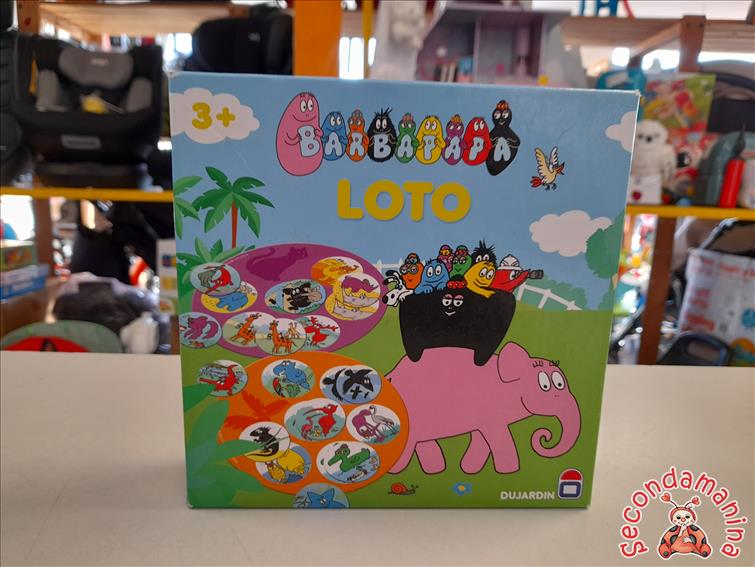 3+
BARBAPAPA
LOTO
DUJARDIN
Secondamanina